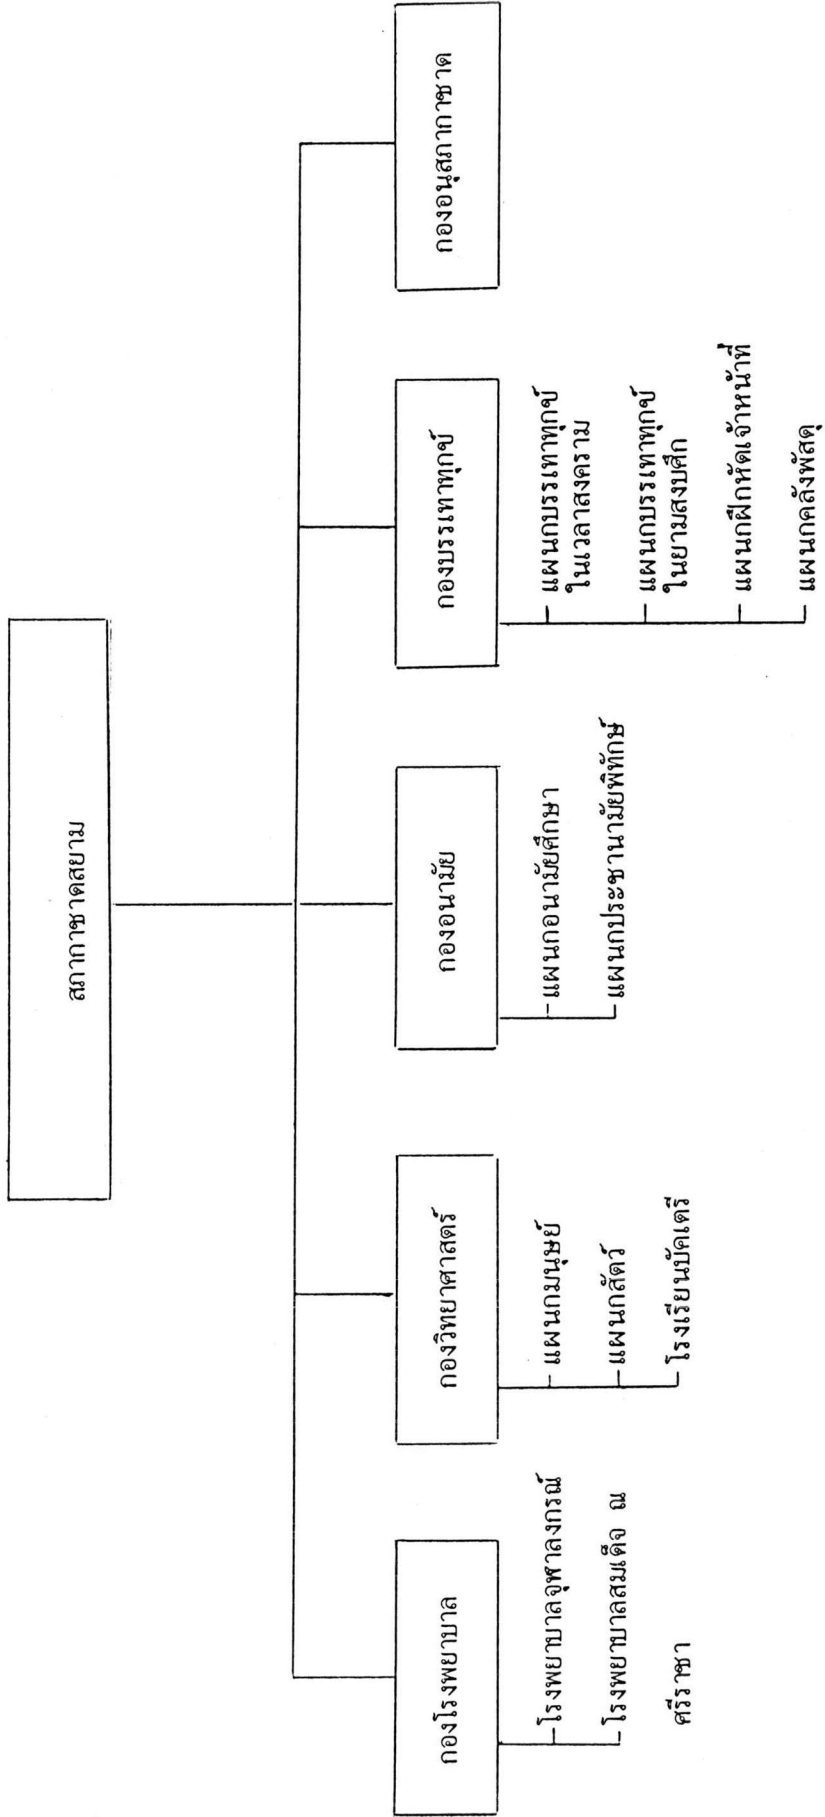 สภากาชาดสยาม
กองโรงพยาบาล
โรงพยาบาลจุฬาลงกรณ์
โรงพยาบาลสมเด็จ ณ
ศรีราชา
กองวิทยาศาสตร์
แผนกมนุษย์
แผนกสัตว์
โรงเรียนบัคเตรี
กองอนามัย
แผนกอนามัยศึกษา
แผนกประชานามัยพิทักษ์
กองบรรเทาทุกข์
แผนกบรรเทาทุกข์
ในเวลาสงคราม
แผนกบรรเทาทุกข์
ในยามสงบศึก
แผนกฝึกหัดเจ้าหน้าที่
แผนกคลังพัสดุ
กองอนุสภากาชาด